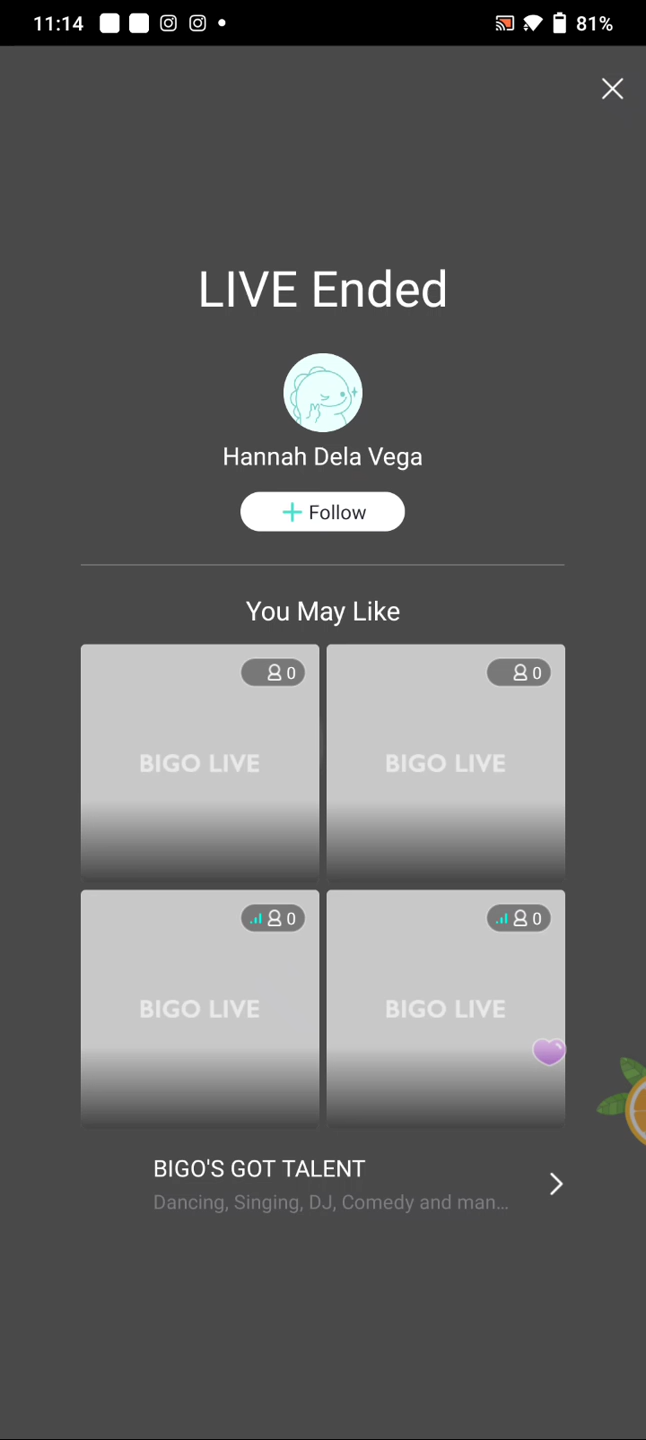 11:14
81%
LIVE Ended
Hannah Dela Vega
+ Follow
You May Like
0
0
BIGO LIVE
BIGO LIVE
0
0
BIGO LIVE
BIGO LIVE
BIGO'S GOT TALENT
Dancing, Singing, DJ, Comedy and man...